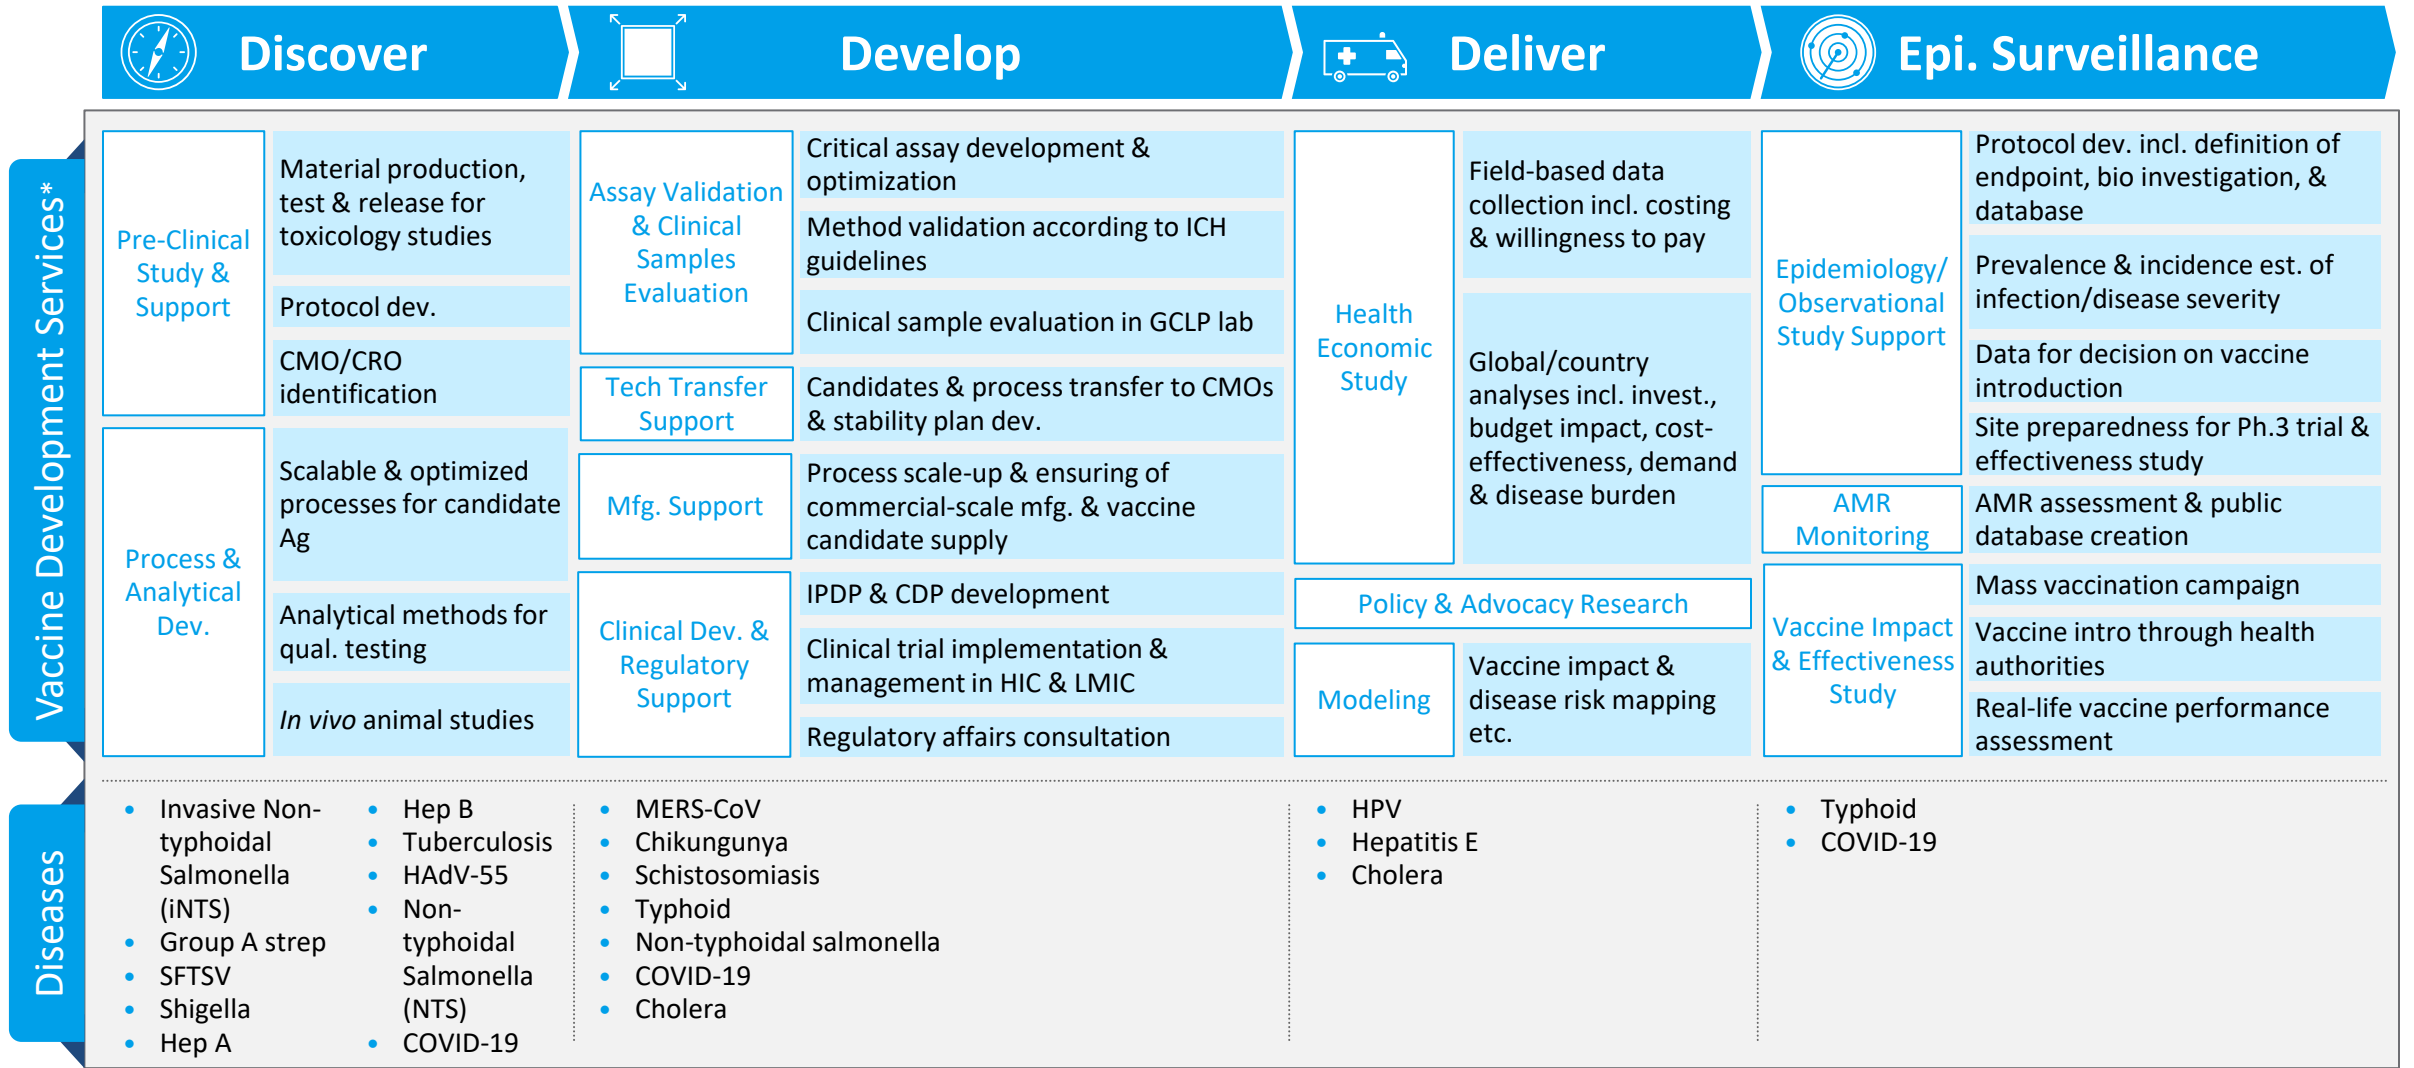 Discover
Develop
Deliver
Epi. Surveillance
Vaccine Development Services*
Pre-Clinical
Study &
Support
Material production,
test & release for
toxicology studies
Protocol dev.
CMO/CRO
identification
Process &
Analytical
Dev.
Scalable & optimized
processes for candidate
Ag
Analytical methods for
qual. testing
In vivo animal studies
Assay Validation
& Clinical
Samples
Evaluation
Critical assay development &
optimization
Method validation according to ICH
guidelines
Clinical sample evaluation in GCLP lab
Tech Transfer
Support
Candidates & process transfer to CMOs
& stability plan dev.
Mfg. Support
Process scale-up & ensuring of
commercial-scale mfg. & vaccine
candidate supply
Clinical Dev. &
Regulatory
Support
IPDP & CDP development
Clinical trial implementation &
management in HIC & LMIC
Regulatory affairs consultation
Health
Economic
Study
Field-based data
collection incl. costing
& willingness to pay
Global/country
analyses incl. invest.,
budget impact, cost-
effectiveness, demand
& disease burden
Policy & Advocacy Research
Modeling
Vaccine impact &
disease risk mapping
etc.
Epidemiology/
Observational
Study Support
Protocol dev. incl. definition of
endpoint, bio investigation, &
database
Prevalence & incidence est. of
infection/disease severity
Data for decision on vaccine
introduction
Site preparedness for Ph.3 trial &
effectiveness study
AMR
Monitoring
AMR assessment & public
database creation
Vaccine Impact
& Effectiveness
Study
Mass vaccination campaign
Vaccine intro through health
authorities
Real-life vaccine performance
assessment
Diseases
• Invasive Non-
typhoidal
Salmonella
(iNTS)
• Group A strep
• SFTSV
• Shigella
• Hep A
• Hep B
• Tuberculosis
• HAdV-55
• Non-
typhoidal
Salmonella
(NTS)
• COVID-19
• MERS-CoV
• Chikungunya
• Schistosomiasis
• Typhoid
• Non-typhoidal salmonella
• COVID-19
• Cholera
• HPV
• Hepatitis E
• Cholera
• Typhoid
• COVID-19